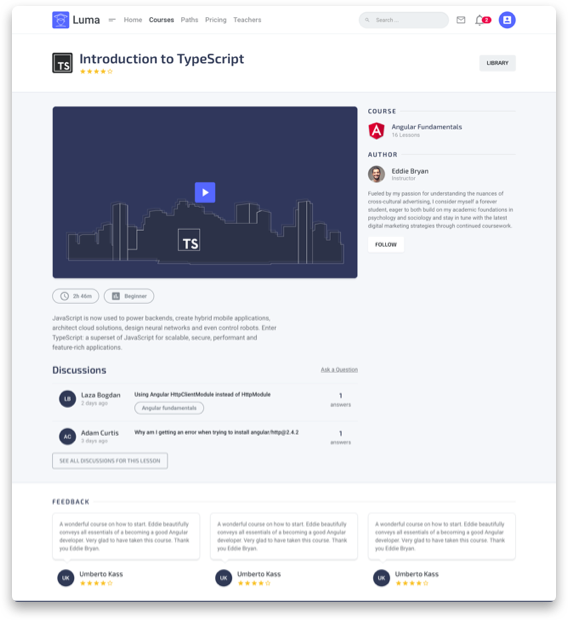 Luma
Home Courses Paths Pricing Teachers
Search ...
2
TS
Introduction to TypeScript
LIBRARY
TS
2h 46m
Beginner
JavaScript is now used to power backends, create hybrid mobile applications,
architect cloud solutions, design neural networks and even control robots. Enter
TypeScript: a superset of JavaScript for scalable, secure, performant and
feature-rich applications.
COURSE
Angular Fundamentals
16 Lessons
AUTHOR
Eddie Bryan
Instructor
Fueled by my passion for understanding the nuances of
cross-cultural advertising, I consider myself a forever
student, eager to both build on my academic foundations in
psychology and sociology and stay in tune with the latest
digital marketing strategies through continued coursework.
FOLLOW
Discussions
Ask a Question
LB
Laza Bogdan
2 days ago
Using Angular HttpClientModule instead of HttpModule
Angular fundamentals
1
answers
AC
Adam Curtis
2 days ago
Why am I getting an error when trying to install angular/http@2.4.2
1
answers
SEE ALL DISCUSSIONS FOR THIS LESSON
FEEDBACK
A wonderful course on how to start. Eddie beautifully
conveys all essentials of a becoming a good Angular
developer. Very glad to have taken this course. Thank
you Eddie Bryan.
UK
Umberto Kass
A wonderful course on how to start. Eddie beautifully
conveys all essentials of a becoming a good Angular
developer. Very glad to have taken this course. Thank
you Eddie Bryan.
UK
Umberto Kass
A wonderful course on how to start. Eddie beautifully
conveys all essentials of a becoming a good Angular
developer. Very glad to have taken this course. Thank
you Eddie Bryan.
UK
Umberto Kass